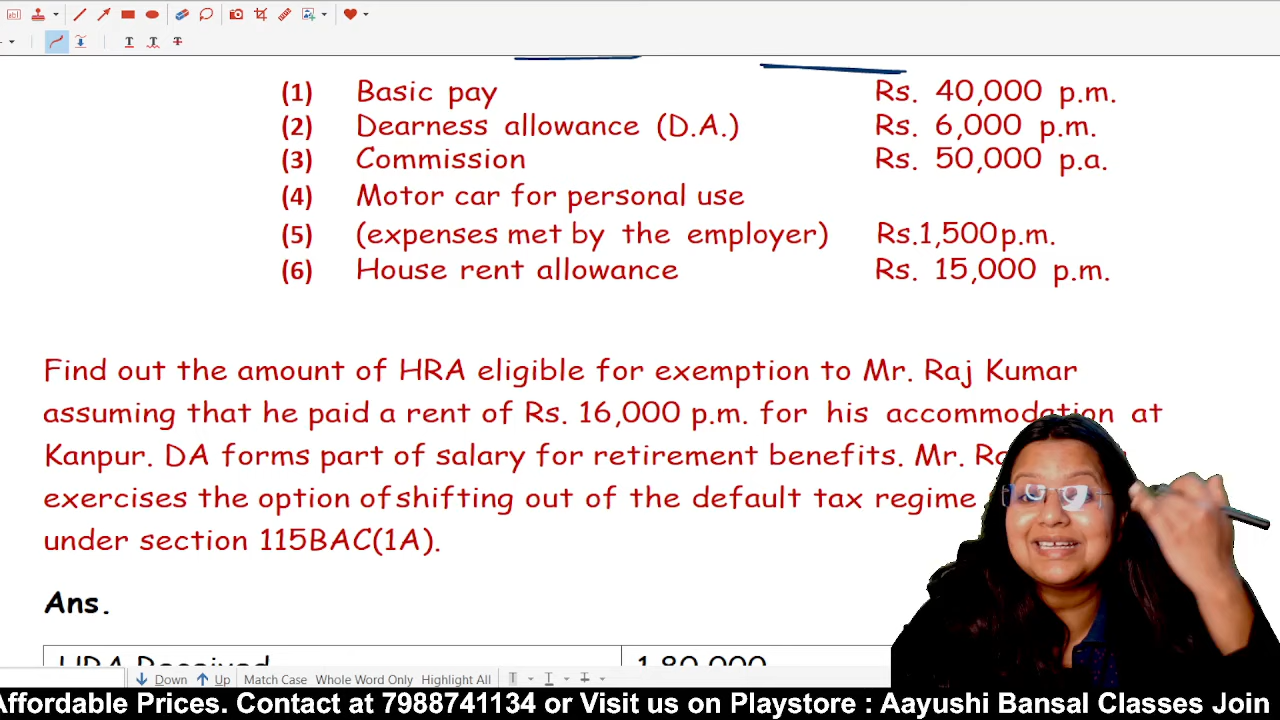 (1) Basic pay Rs. 40,000 p.m.
(2) Dearness allowance (D.A.) Rs. 6,000 p.m.
(3) Commission Rs. 50,000 p.a.
(4) Motor car for personal use
(5) (expenses met by the employer) Rs.1,500p.m.
(6) House rent allowance Rs. 15,000 p.m.
Find out the amount of HRA eligible for exemption to Mr. Raj Kumar
assuming that he paid a rent of Rs. 16,000 p.m. for his accommodation at
Kanpur. DA forms part of salary for retirement benefits. Mr.
exercises the option of shifting out of the default tax regime
under section 115BAC(1A).
Ans.
HRA Received 1,80,000
Down Up Match Case Whole Word Only Highlight All
Affordable Prices. Contact at 7988741134 or Visit us on Playstore : Aayushi Bansal Classes Join